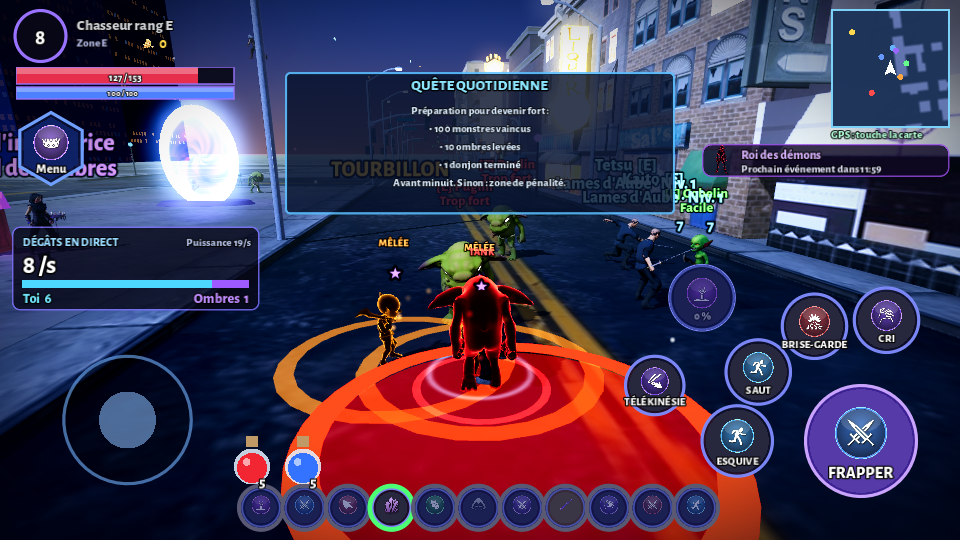 8
Chasseur rang E
Zone E
0
127/153
100/100
Menu
QUÊTE QUOTIDIENNE
Préparation pour devenir fort :
• 100 monstres vaincus
• 10 ombres levées
• 1 donjon terminé
Avant minuit. Sinon : zone de pénalité.
TOURBILLON
Trop fort
Tetsu [E]
Lames d'Aube
Lames d'Aube
GPS · touche la carte
Roi des démons
Prochain événement dans 11:59
Gobelin
Facile
7
7
DÉGÂTS EN DIRECT
Puissance 19/s
8/s
Toi 6
Ombres 1
MÊLÉE
MÊLÉE
TANK
0%
BRISE-GARDE
CRI
SAUT
TÉLÉKINÉSIE
ESQUIVE
FRAPPER
5
5